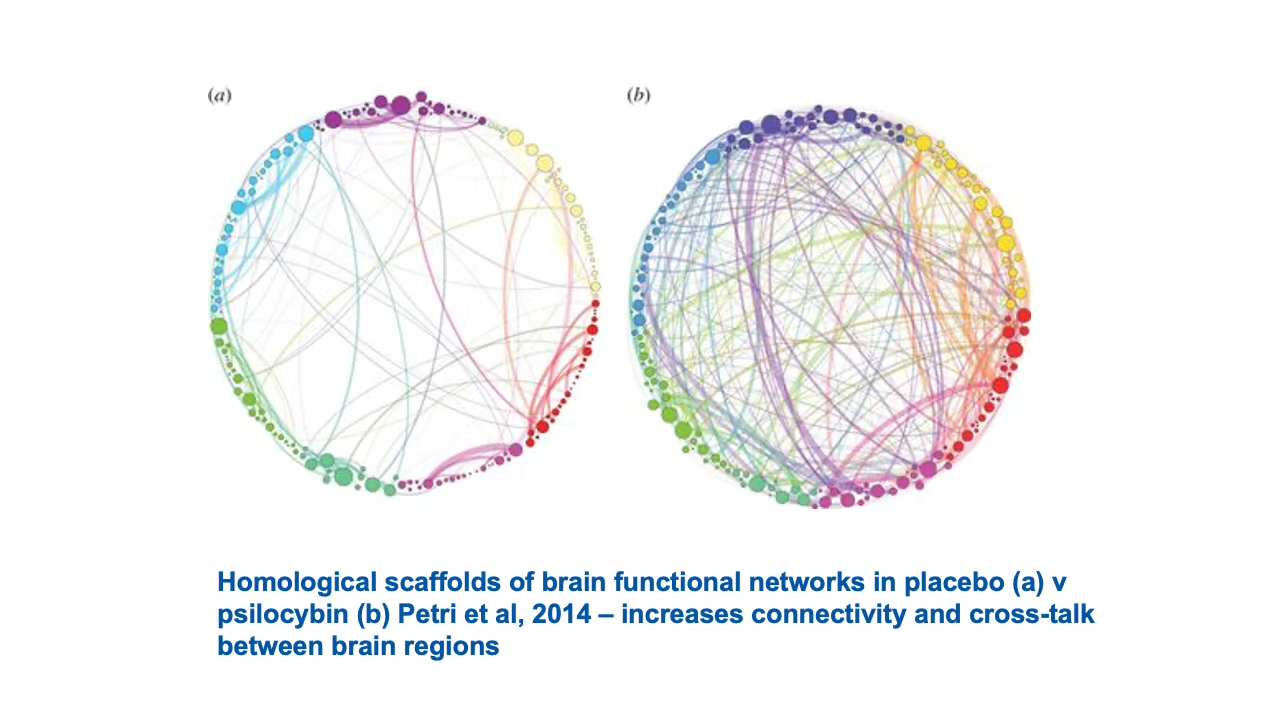 (a)
(b)
Homological scaffolds of brain functional networks in placebo (a) v
psilocybin (b) Petri et al, 2014 – increases connectivity and cross-talk
between brain regions